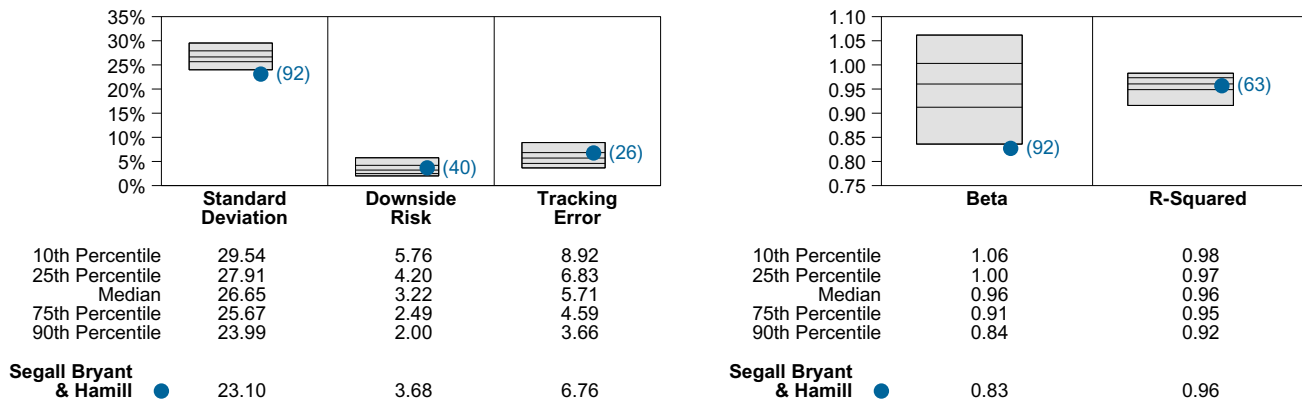 35%
30%
25%
20%
15%
10%
5%
0%
(92)
(40)
(26)
Standard Deviation
Downside Risk
Tracking Error
10th Percentile 29.54 5.76 8.92
25th Percentile 27.91 4.20 6.83
Median 26.65 3.22 5.71
75th Percentile 25.67 2.49 4.59
90th Percentile 23.99 2.00 3.66
Segall Bryant
& Hamill 23.10 3.68 6.76
1.10
1.05
1.00
0.95
0.90
0.85
0.80
0.75
(92)
(63)
Beta R-Squared
10th Percentile 1.06 0.98
25th Percentile 1.00 0.97
Median 0.96 0.96
75th Percentile 0.91 0.95
90th Percentile 0.84 0.92
Segall Bryant
& Hamill 0.83 0.96